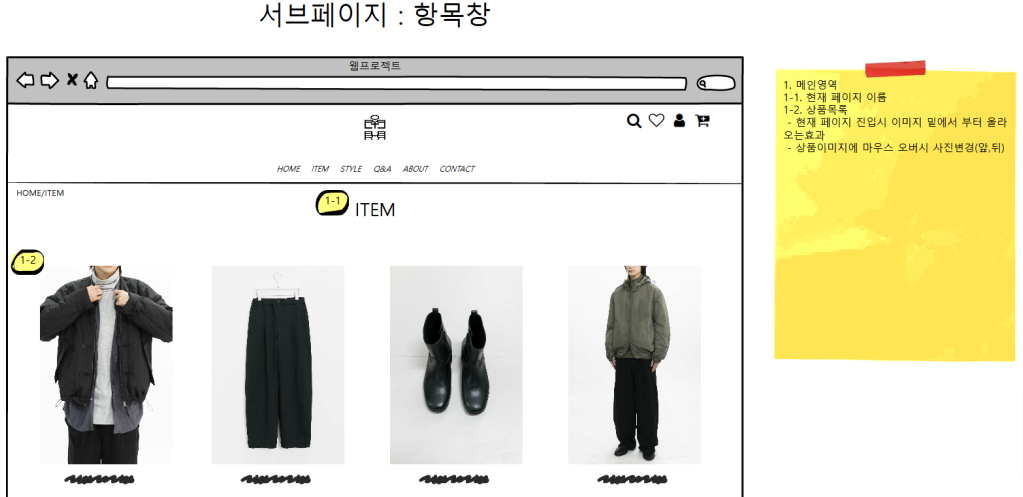 서브페이지 : 항목창
웹프로젝트
HOME ITEM STYLE Q&A ABOUT CONTACT
HOME/ITEM
1-1 ITEM
1-2
1. 메인영역
1-1. 현재 페이지 이름
1-2. 상품목록
- 현재 페이지 진입시 이미지 밑에서 부터 올라
오는효과
- 상품이미지에 마우스 오버시 사진변경(앞,뒤)